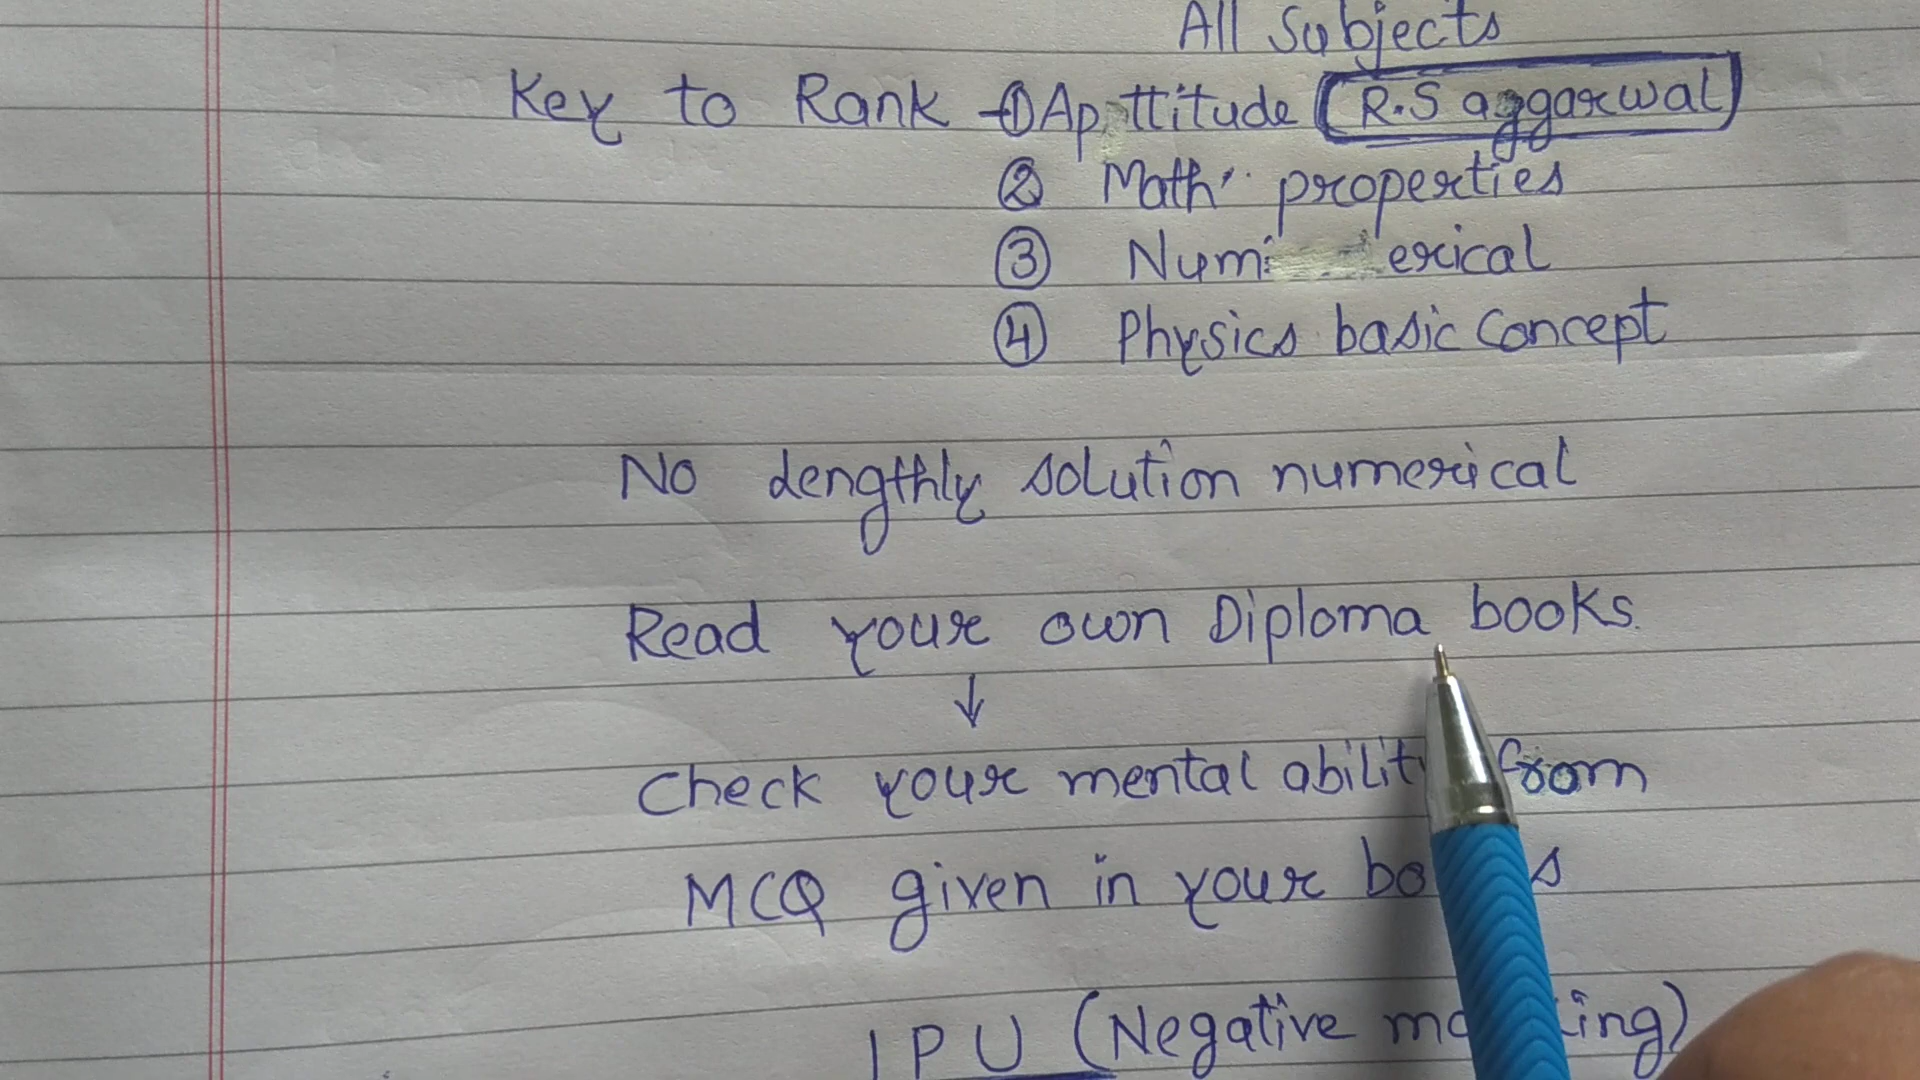 All Subjects
Key to Rank → ① Apttitude (R.S aggarwal)
② Math properties
③ Numerical
④ Physics basic concept
No lengthly solution numerical
Read your own Diploma books.
↓
Check your mental ability from
MCQ given in your books
IPU (Negative marking)